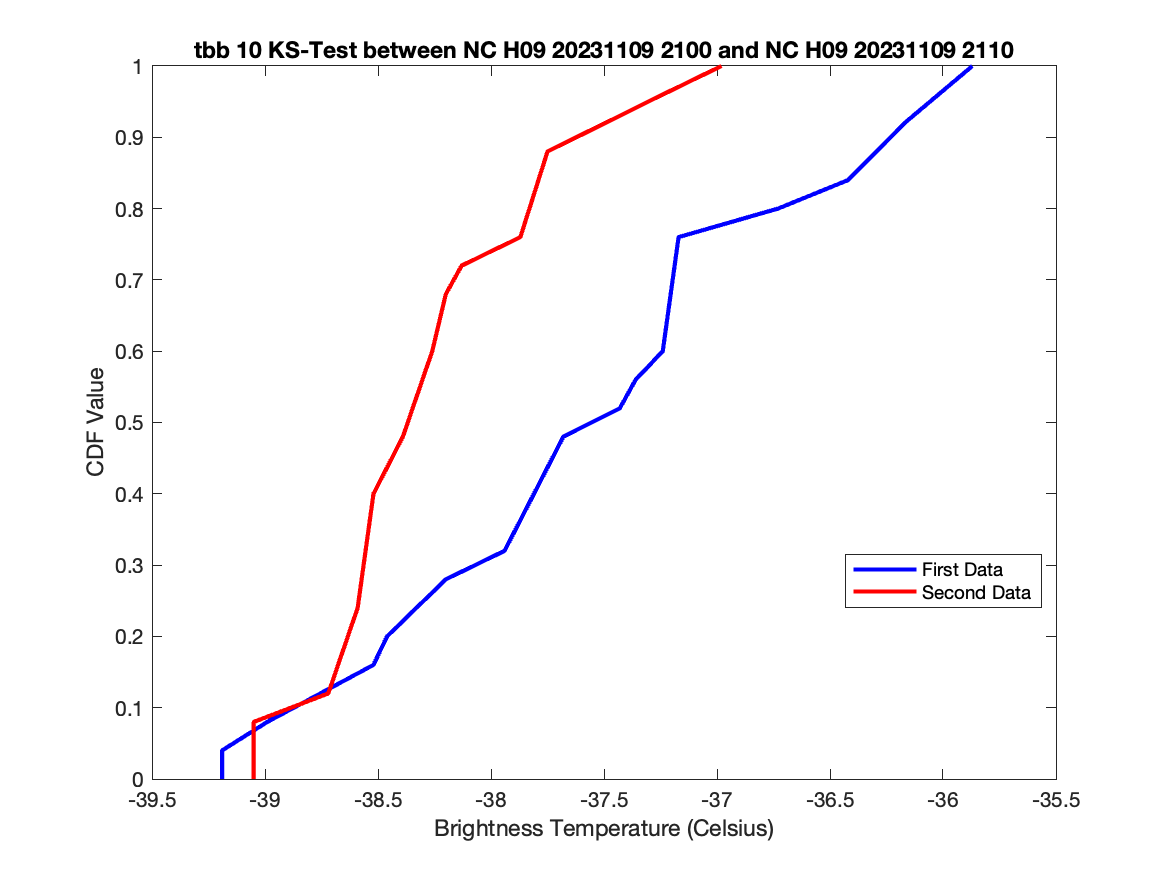 tbb 10 KS-Test between NC H09 20231109 2100 and NC H09 20231109 2110
1
0.9
0.8
0.7
0.6
0.5
0.4
0.3
0.2
0.1
0
CDF Value
First Data
Second Data
-39.5 -39 -38.5 -38 -37.5 -37 -36.5 -36 -35.5
Brightness Temperature (Celsius)